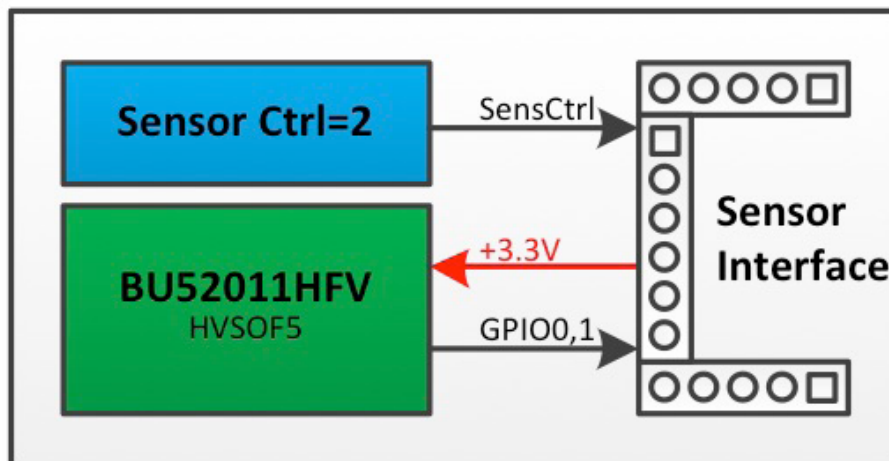 Sensor Ctrl=2
SensCtrl
+3.3V
BU52011HFV
HVSOF5
GPIO0,1
Sensor
Interface